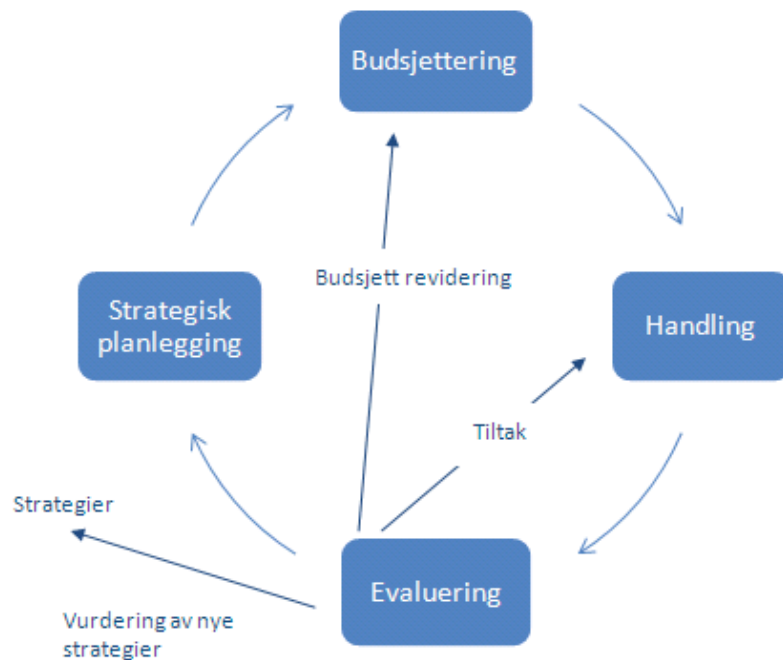 Budsjettering
Budsjett revidering
Strategisk
planlegging
Handling
Tiltak
Strategier
Evaluering
Vurdering av nye
strategier